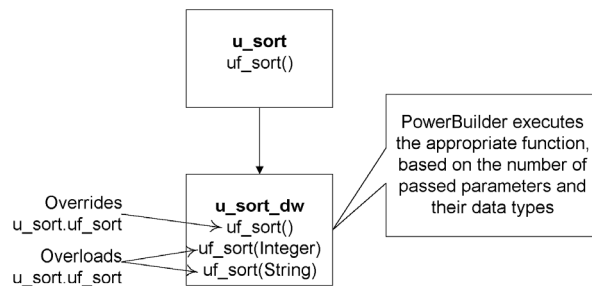 u_sort
uf_sort()
PowerBuilder executes
the appropriate function,
based on the number of
passed parameters and
their data types
Overrides
u_sort.uf_sort
Overloads
u_sort.uf_sort
u_sort_dw
uf_sort()
uf_sort(Integer)
uf_sort(String)